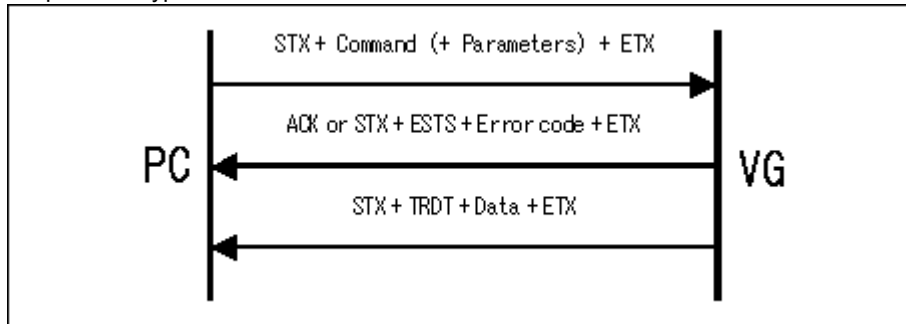 STX + Command (+ Parameters) + ETX
ACK or STX + ESTS + Error code + ETX
PC
VG
STX + TRDT + Data + ETX